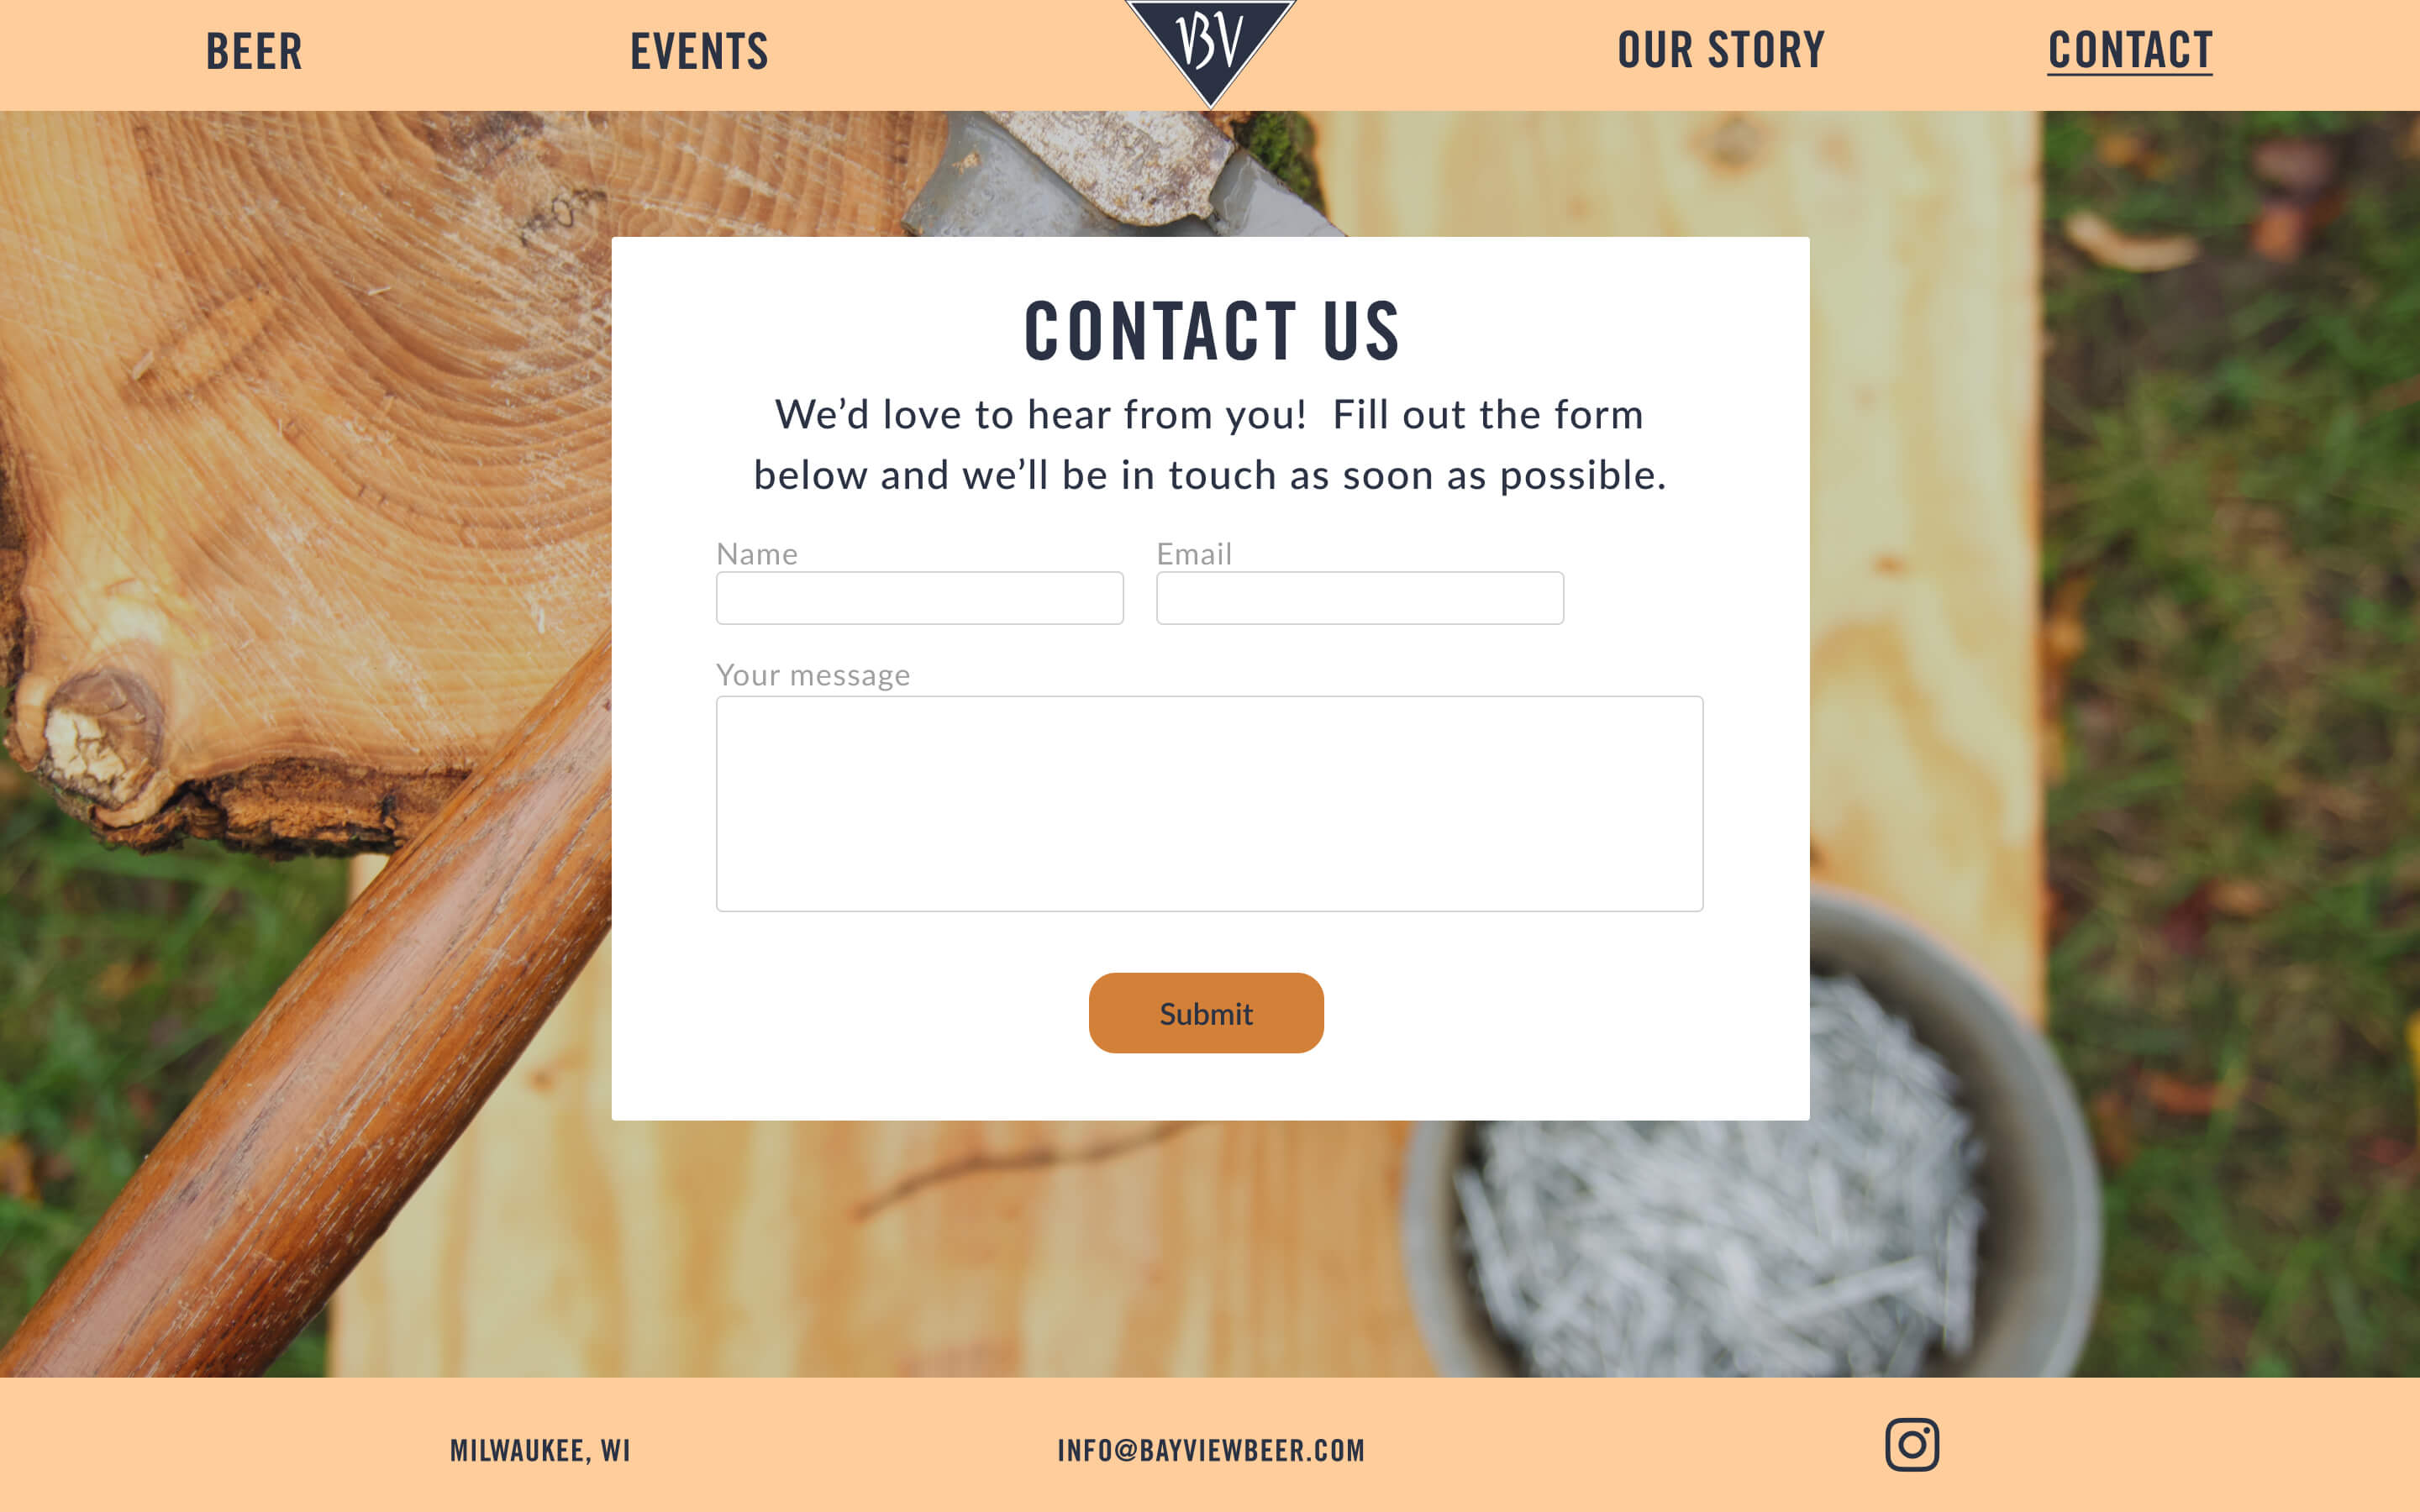 BEER
EVENTS
BV
OUR STORY
CONTACT
CONTACT US
We’d love to hear from you!  Fill out the form
below and we’ll be in touch as soon as possible.
Name
Email
Your message
Submit
MILWAUKEE, WI
INFO@BAYVIEWBEER.COM